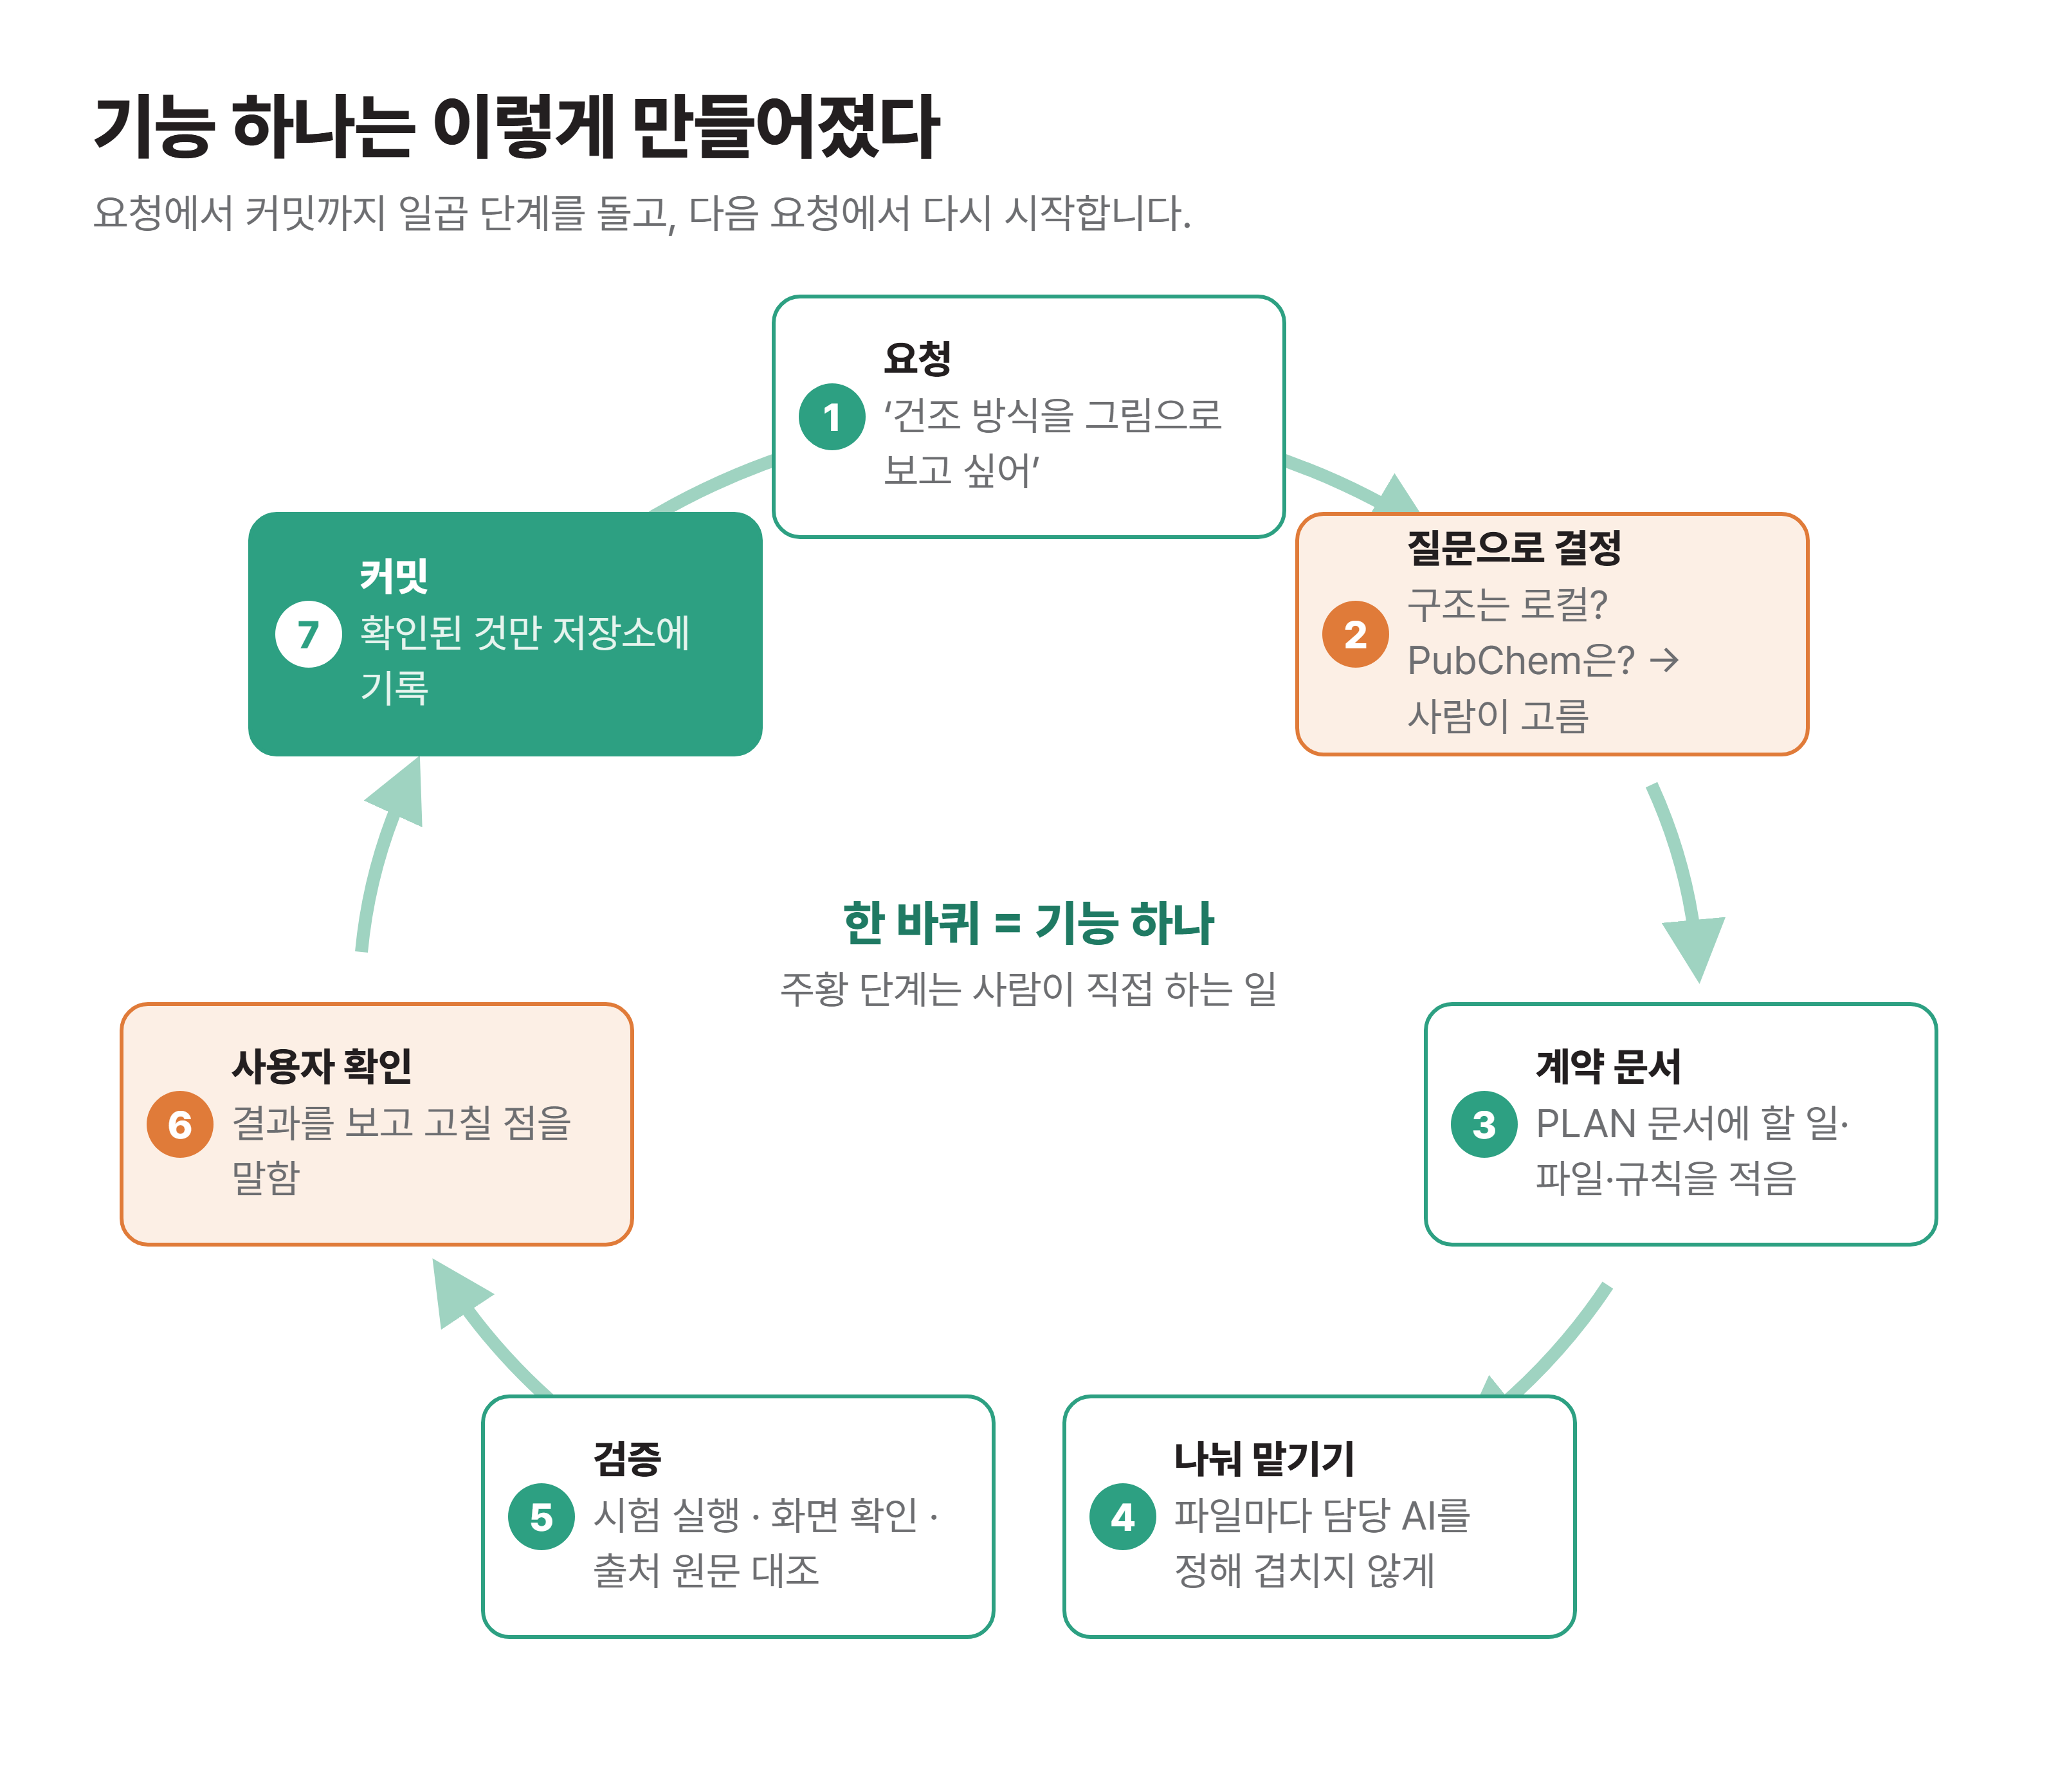 기능 하나는 이렇게 만들어졌다
요청에서 커밋까지 일곱 단계를 돌고, 다음 요청에서 다시 시작합니다.
1
요청
‘건조 방식을 그림으로
보고 싶어’
2
질문으로 결정
구조는 로컬?
PubChem은? →
사람이 고름
3
계약 문서
PLAN 문서에 할 일·
파일·규칙을 적음
4
나눠 맡기기
파일마다 담당 AI를
정해 겹치지 않게
5
검증
시험 실행 · 화면 확인 ·
출처 원문 대조
6
사용자 확인
결과를 보고 고칠 점을
말함
7
커밋
확인된 것만 저장소에
기록
한 바퀴 = 기능 하나
주황 단계는 사람이 직접 하는 일